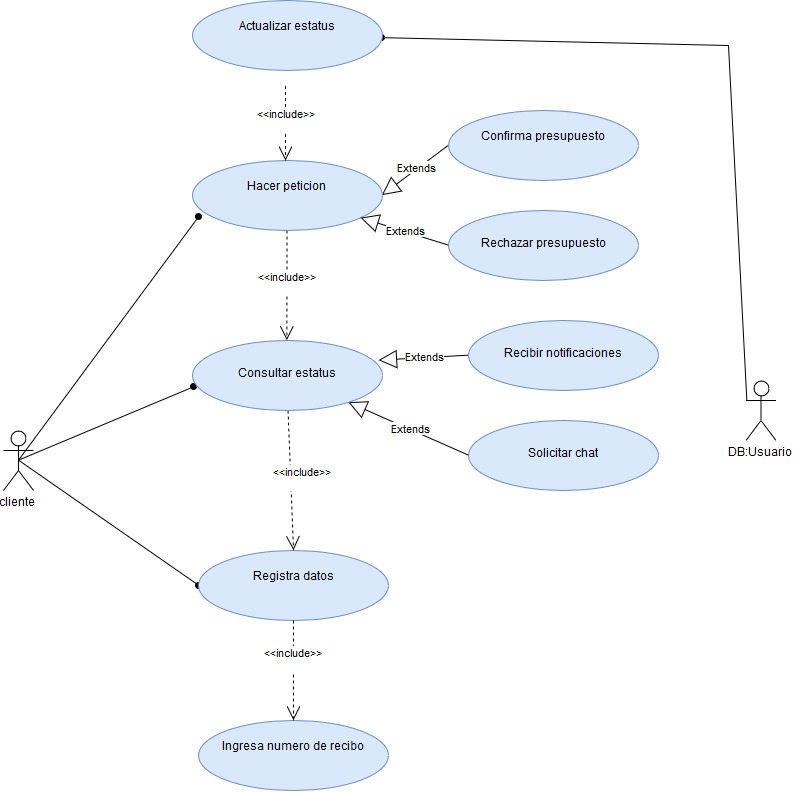 Actualizar estatus
<<include>>
Confirma presupuesto
Extends
Hacer peticion
Extends
Rechazar presupuesto
<<include>>
Recibir notificaciones
Extends
Consultar estatus
Extends
Solicitar chat
DB:Usuario
<<include>>
cliente
Registra datos
<<include>>
Ingresa numero de recibo